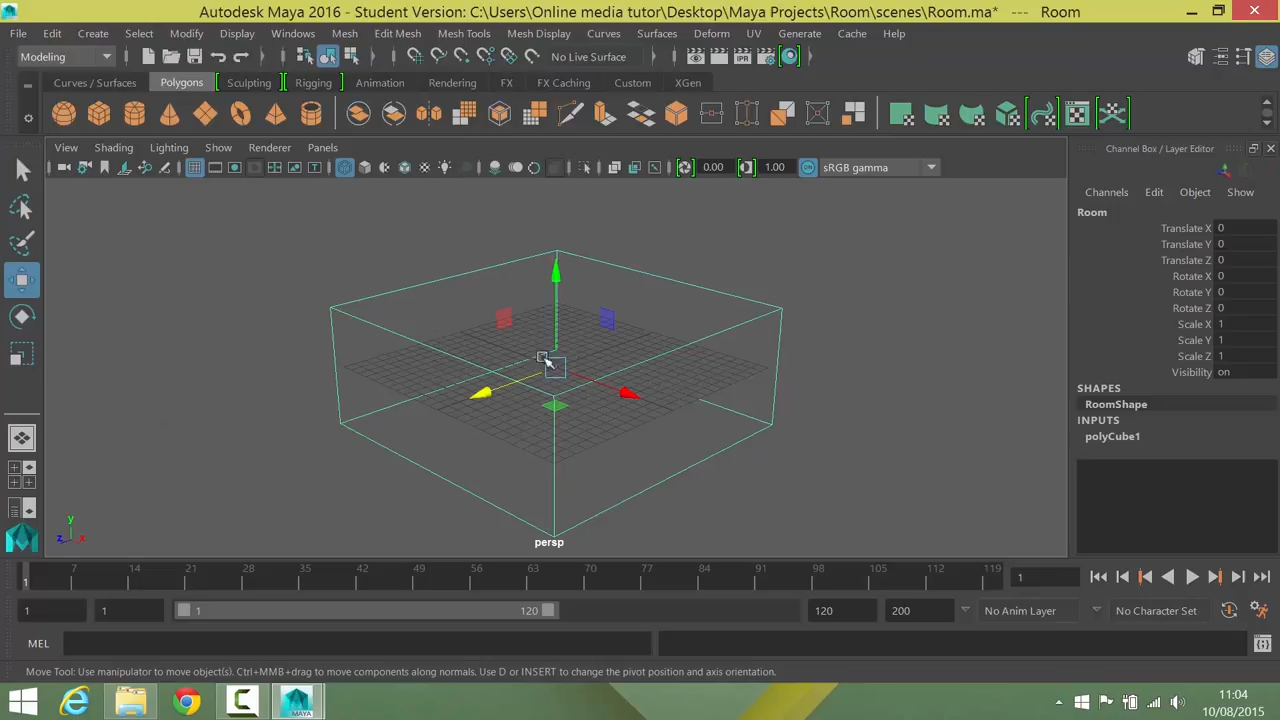 Autodesk Maya 2016 - Student Version: C:\Users\Online media tutor\Desktop\Maya Projects\Room\scenes\Room.ma* --- Room
File Edit Create Select Modify Display Windows Mesh Edit Mesh Mesh Tools Mesh Display Curves Surfaces Deform UV Generate Cache Help
Modeling No Live Surface IPR
Curves / Surfaces Polygons Sculpting Rigging Animation Rendering FX FX Caching Custom XGen
View Shading Lighting Show Renderer Panels
Channel Box / Layer Editor
0.00 1.00 ON sRGB gamma
Channels Edit Object Show
Room
Translate X 0
Translate Y 0
Translate Z 0
Rotate X 0
Rotate Y 0
Rotate Z 0
Scale X 1
Scale Y 1
Scale Z 1
Visibility on
SHAPES
RoomShape
INPUTS
polyCube1
y
z x
persp
7 14 21 28 35 42 49 56 63 70 77 84 91 98 105 112 119
1 1
1 1 1 120 120 200 No Anim Layer No Character Set
MEL
Move Tool: Use manipulator to move object(s). Ctrl+MMB+drag to move components along normals. Use D or INSERT to change the pivot position and axis orientation.
MAYA
11:04
10/08/2015